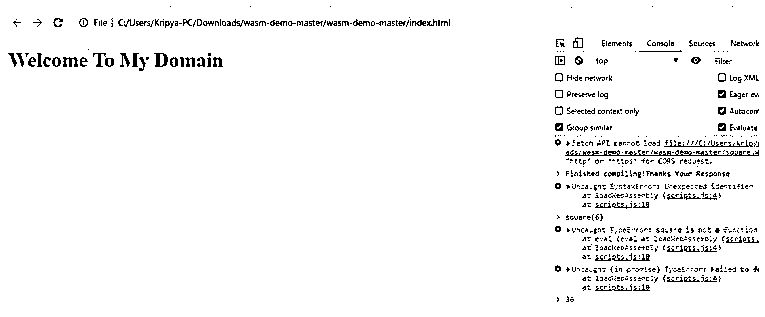 File | C:/Users/Kripya-PC/Downloads/wasm-demo-master/wasm-demo-master/index.html
Welcome To My Domain
Elements Console Sources Network
top Filter
Hide network Log XML
Preserve log Eager ev
Selected context only Autocom
Group similar Evaluate
Fetch API cannot load file:///C:/Users/Kripy
ads/wasm-demo-master/wasm-demo-master/square.w
"http" or "https" for CORS request.
Finished compiling!Thanks Your Response
Uncaught SyntaxError: Unexpected identifier
at loadWebAssembly (scripts.js:4)
at scripts.js:10
square(6)
Uncaught TypeError: square is not a function
at eval (eval at loadWebAssembly (scripts.
at loadWebAssembly (scripts.js:4)
at scripts.js:10
Uncaught (in promise) TypeError: Failed to
at loadWebAssembly (scripts.js:4)
at scripts.js:10
36